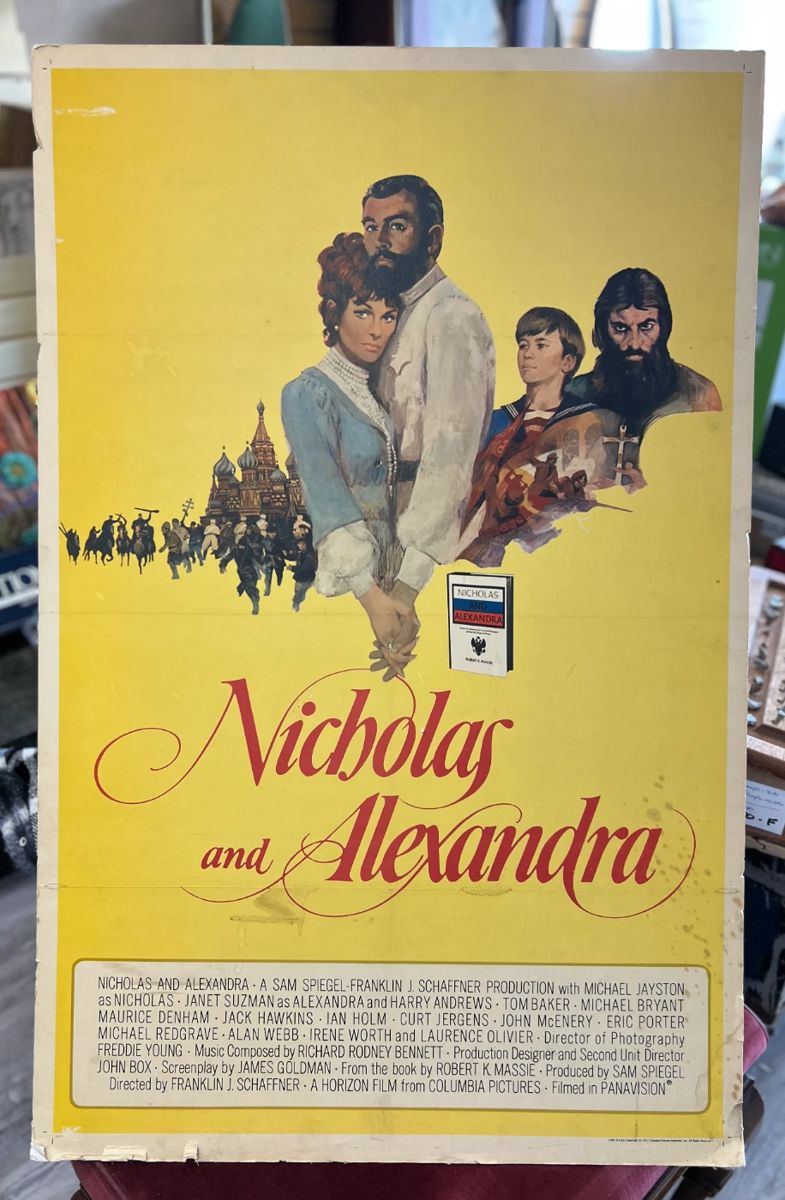 NICHOLAS
AND
ALEXANDRA
ROBERT K. MASSIE
Nicholas
and Alexandra
NICHOLAS AND ALEXANDRA · A SAM SPIEGEL-FRANKLIN J. SCHAFFNER PRODUCTION with MICHAEL JAYSTON
as NICHOLAS · JANET SUZMAN as ALEXANDRA and HARRY ANDREWS · TOM BAKER · MICHAEL BRYANT
MAURICE DENHAM · JACK HAWKINS · IAN HOLM · CURT JERGENS · JOHN McENERY · ERIC PORTER
MICHAEL REDGRAVE · ALAN WEBB · IRENE WORTH and LAURENCE OLIVIER · Director of Photography
FREDDIE YOUNG · Music Composed by RICHARD RODNEY BENNETT · Production Designer and Second Unit Director
JOHN BOX · Screenplay by JAMES GOLDMAN · From the book by ROBERT K. MASSIE · Produced by SAM SPIEGEL
Directed by FRANKLIN J. SCHAFFNER · A HORIZON FILM from COLUMBIA PICTURES · Filmed in PANAVISION®